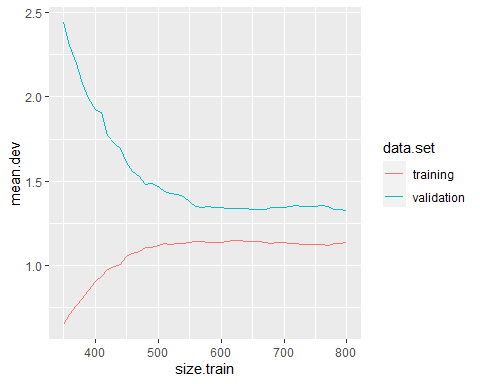 2.5
2.0
1.5
1.0
mean.dev
400
500
600
700
800
size.train
data.set
training
validation